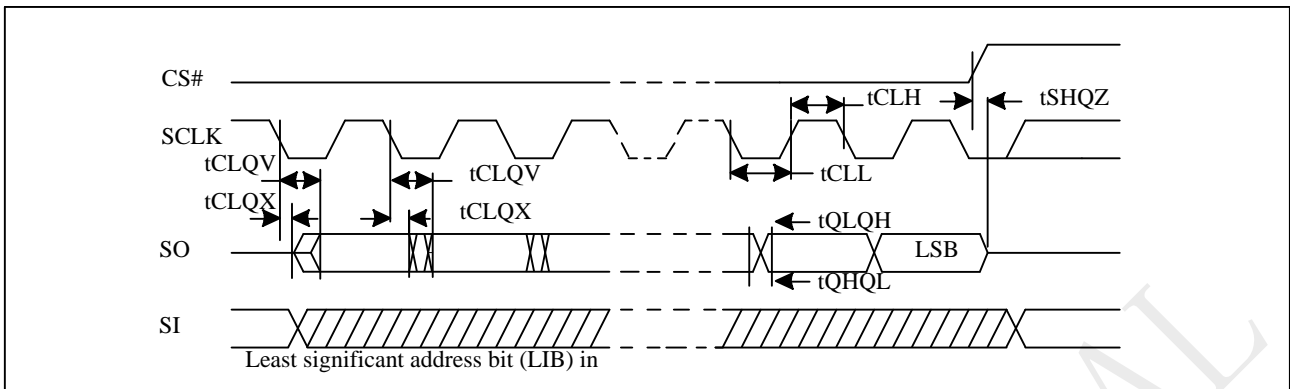 CS#
tCLH
tSHQZ
SCLK
tCLQV
tCLQV
tCLL
tCLQX
tCLQX
tQLQH
SO
LSB
tQHQL
SI
Least significant address bit (LIB) in